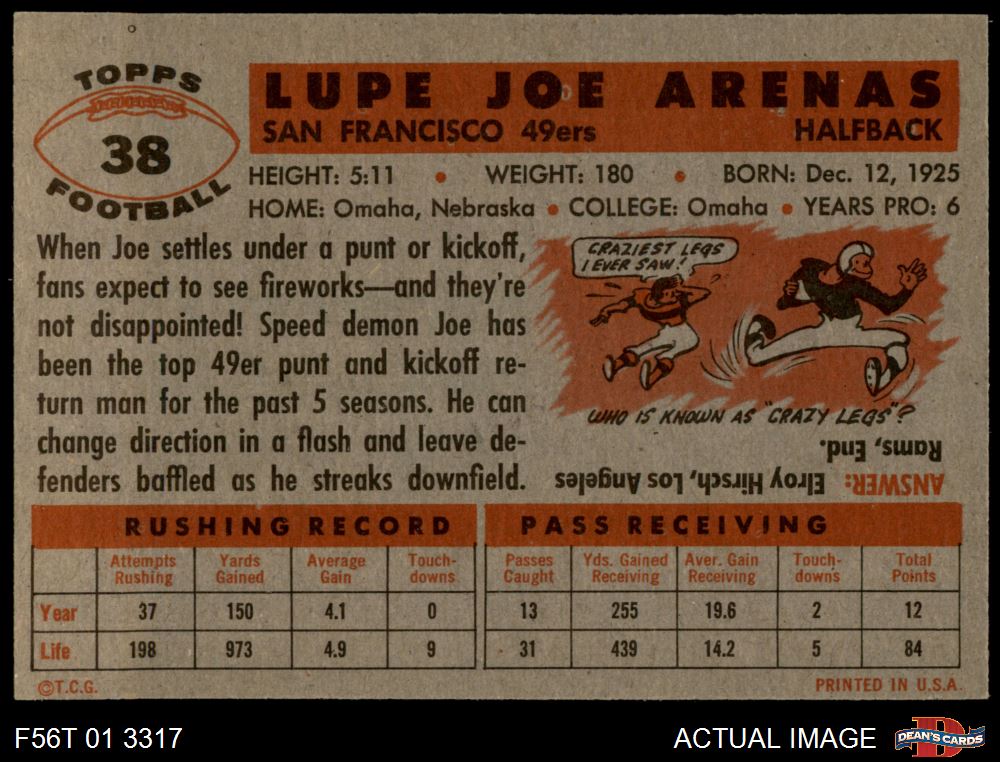 TOPPS
38
FOOTBALL
LUPE JOE ARENAS
SAN FRANCISCO 49ers HALFBACK
HEIGHT: 5:11 • WEIGHT: 180 • BORN: Dec. 12, 1925
HOME: Omaha, Nebraska • COLLEGE: Omaha • YEARS PRO: 6
When Joe settles under a punt or kickoff,
fans expect to see fireworks—and they're
not disappointed! Speed demon Joe has
been the top 49er punt and kickoff re-
turn man for the past 5 seasons. He can
change direction in a flash and leave de-
fenders baffled as he streaks downfield.
CRAZIEST LEGS
I EVER SAW!
WHO IS KNOWN AS "CRAZY LEGS"?
ANSWER: Elroy Hirsch, Los Angeles
Rams, End.
RUSHING RECORD PASS RECEIVING
Attempts Rushing Yards Gained Average Gain Touch-downs Passes Caught Yds. Gained Receiving Aver. Gain Receiving Touch-downs Total Points
Year 37 150 4.1 0 13 255 19.6 2 12
Life 198 973 4.9 9 31 439 14.2 5 84
©T.C.G. PRINTED IN U.S.A.
F56T 01 3317 ACTUAL IMAGE DEAN'S CARDS